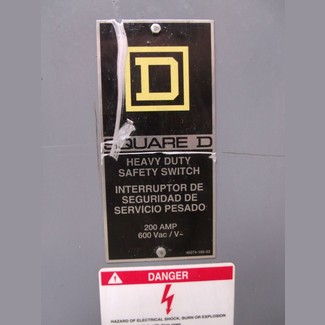 D
SQUARE D
HEAVY DUTY
SAFETY SWITCH
INTERRUPTOR DE
SEGURIDAD DE
SERVICIO PESADO
200 AMP
600 Vac / V~
DANGER
HAZARD OF ELECTRICAL SHOCK, BURN OR EXPLOSION